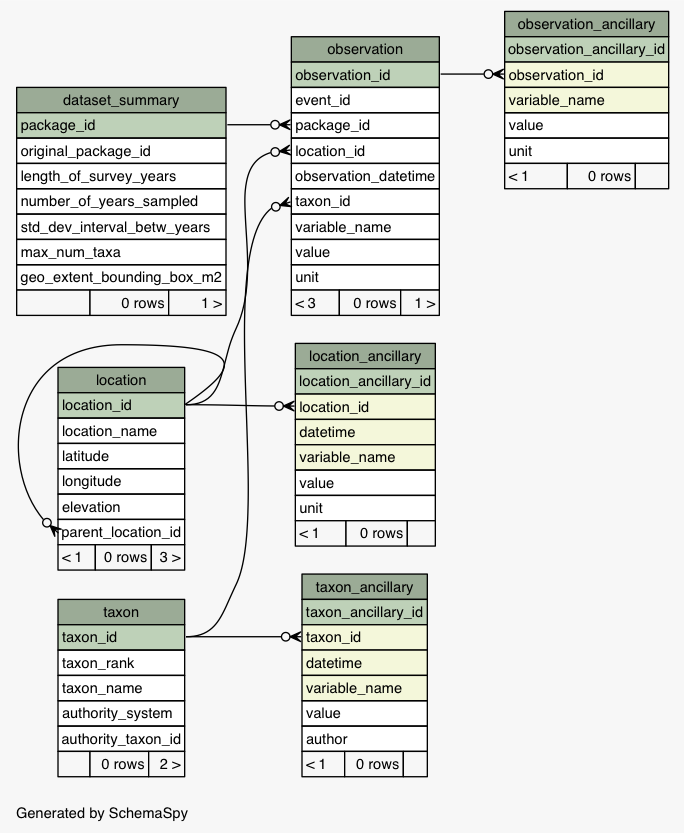 observation_ancillary
observation_ancillary_id
observation_id
variable_name
value
unit
< 1 0 rows
observation
observation_id
event_id
package_id
location_id
observation_datetime
taxon_id
variable_name
value
unit
< 3 0 rows 1 >
dataset_summary
package_id
original_package_id
length_of_survey_years
number_of_years_sampled
std_dev_interval_betw_years
max_num_taxa
geo_extent_bounding_box_m2
0 rows 1 >
location
location_id
location_name
latitude
longitude
elevation
parent_location_id
< 1 0 rows 3 >
location_ancillary
location_ancillary_id
location_id
datetime
variable_name
value
unit
< 1 0 rows
taxon
taxon_id
taxon_rank
taxon_name
authority_system
authority_taxon_id
0 rows 2 >
taxon_ancillary
taxon_ancillary_id
taxon_id
datetime
variable_name
value
author
< 1 0 rows
Generated by SchemaSpy